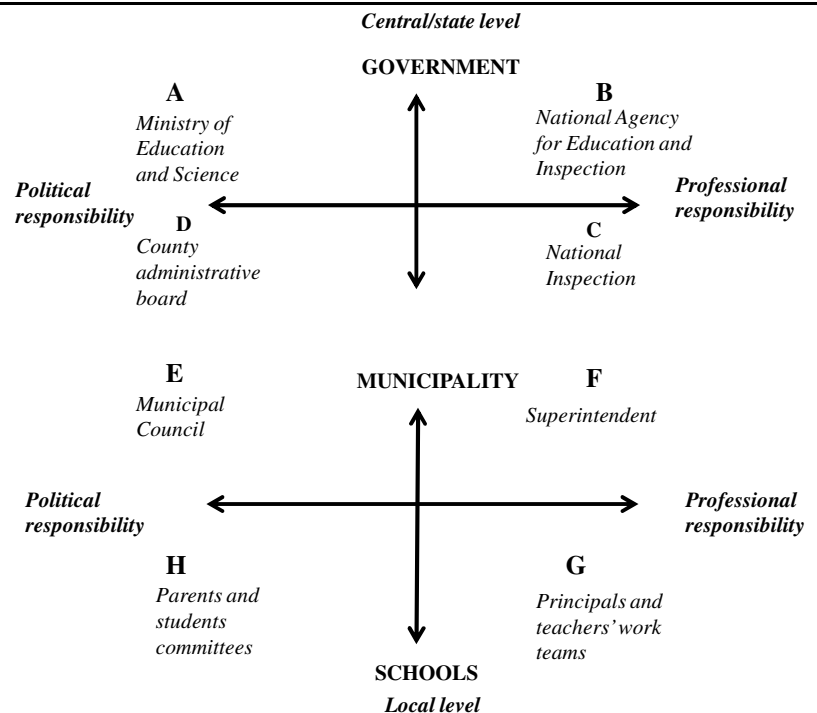 Central/state level
GOVERNMENT
A
Ministry of
Education
and Science
B
National Agency
for Education and
Inspection
Political
responsibility
Professional
responsibility
D
County
administrative
board
C
National
Inspection
E
Municipal
Council
MUNICIPALITY
F
Superintendent
Political
responsibility
Professional
responsibility
H
Parents and
students
committees
G
Principals and
teachers' work
teams
SCHOOLS
Local level